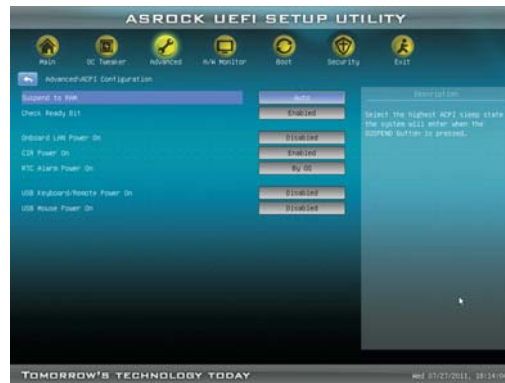 ASROCK UEFI SETUP UTILITY
Main OC Tweaker Advanced H/W Monitor Boot Security Exit
Advanced\ACPI Configuration
Suspend to RAM Auto
Check Ready Bit Enabled
Onboard LAN Power On Disabled
CIR Power On Enabled
RTC Alarm Power On By OS
USB Keyboard/Remote Power On Disabled
USB Mouse Power On Disabled
Description
Select the highest ACPI sleep state
the system will enter when the
SUSPEND button is pressed.
TOMORROW'S TECHNOLOGY TODAY
Wed 07/27/2011,